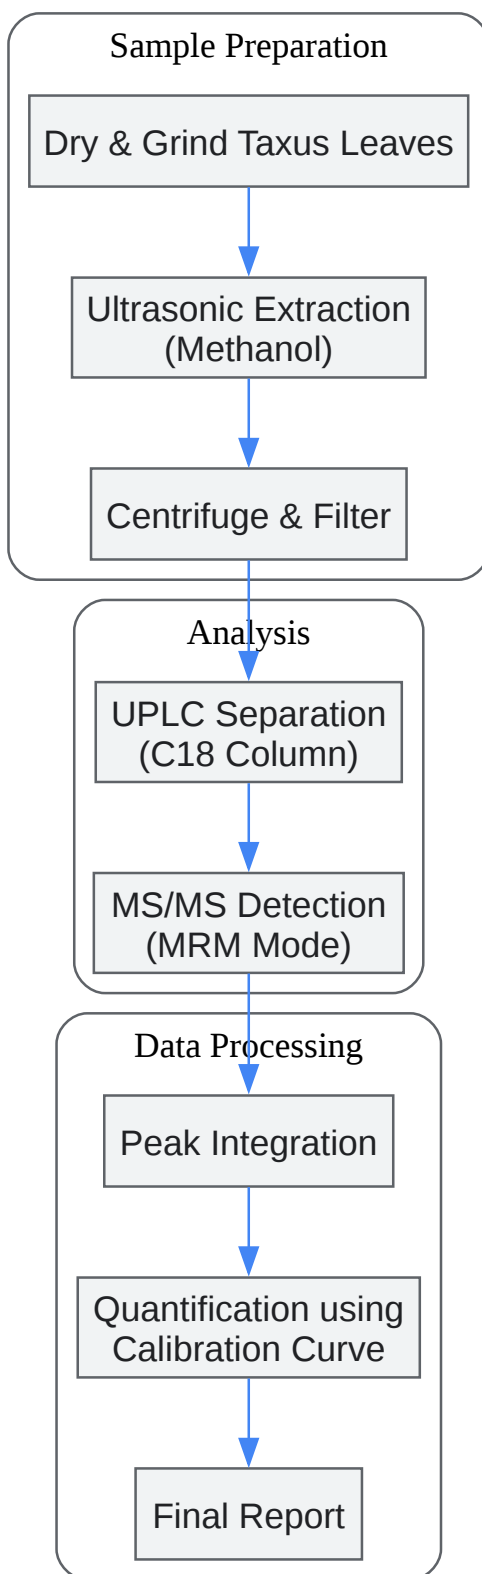 Sample Preparation
Dry & Grind Taxus Leaves
Ultrasonic Extraction
(Methanol)
Centrifuge & Filter
Analysis
UPLC Separation
(C18 Column)
MS/MS Detection
(MRM Mode)
Data Processing
Peak Integration
Quantification using
Calibration Curve
Final Report